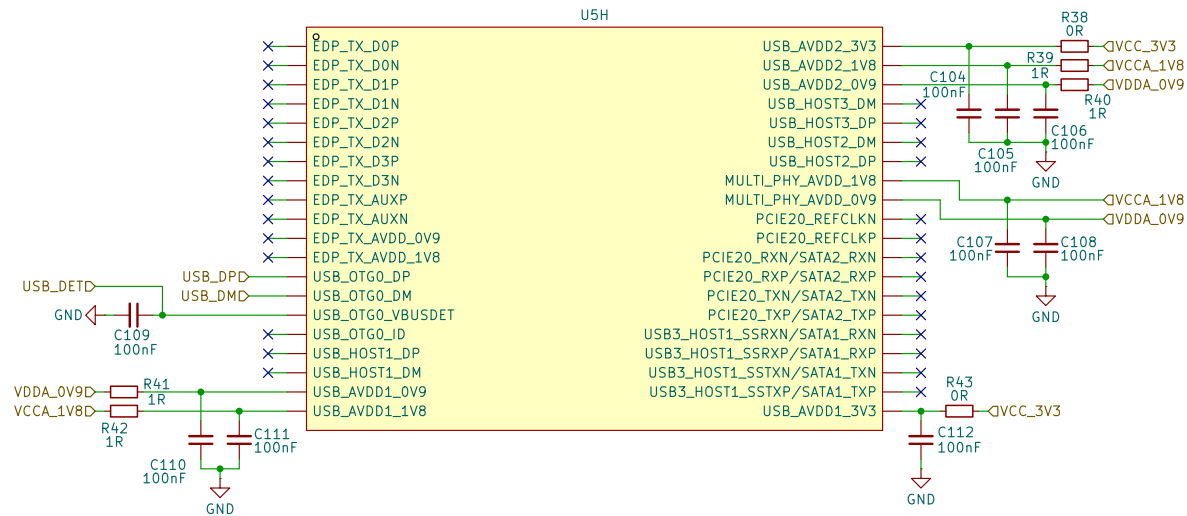 U5H
EDP_TX_D0P
EDP_TX_D0N
EDP_TX_D1P
EDP_TX_D1N
EDP_TX_D2P
EDP_TX_D2N
EDP_TX_D3P
EDP_TX_D3N
EDP_TX_AUXP
EDP_TX_AUXN
EDP_TX_AVDD_0V9
EDP_TX_AVDD_1V8
USB_OTG0_DP
USB_OTG0_DM
USB_OTG0_VBUSDET
USB_OTG0_ID
USB_HOST1_DP
USB_HOST1_DM
USB_AVDD1_0V9
USB_AVDD1_1V8
USB_AVDD2_3V3
USB_AVDD2_1V8
USB_AVDD2_0V9
USB_HOST3_DM
USB_HOST3_DP
USB_HOST2_DM
USB_HOST2_DP
MULTI_PHY_AVDD_1V8
MULTI_PHY_AVDD_0V9
PCIE20_REFCLKN
PCIE20_REFCLKP
PCIE20_RXN/SATA2_RXN
PCIE20_RXP/SATA2_RXP
PCIE20_TXN/SATA2_TXN
PCIE20_TXP/SATA2_TXP
USB3_HOST1_SSRXN/SATA1_RXN
USB3_HOST1_SSRXP/SATA1_RXP
USB3_HOST1_SSTXN/SATA1_TXN
USB3_HOST1_SSTXP/SATA1_TXP
USB_AVDD1_3V3
USB_DP
USB_DM
USB_DET
GND
C109
100nF
VDDA_0V9
R41
1R
VCCA_1V8
R42
1R
C110
100nF
C111
100nF
GND
R38
0R
VCC_3V3
R39
1R
VCCA_1V8
VDDA_0V9
R40
1R
C104
100nF
C105
100nF
C106
100nF
GND
VCCA_1V8
VDDA_0V9
C107
100nF
C108
100nF
GND
R43
0R
VCC_3V3
C112
100nF
GND